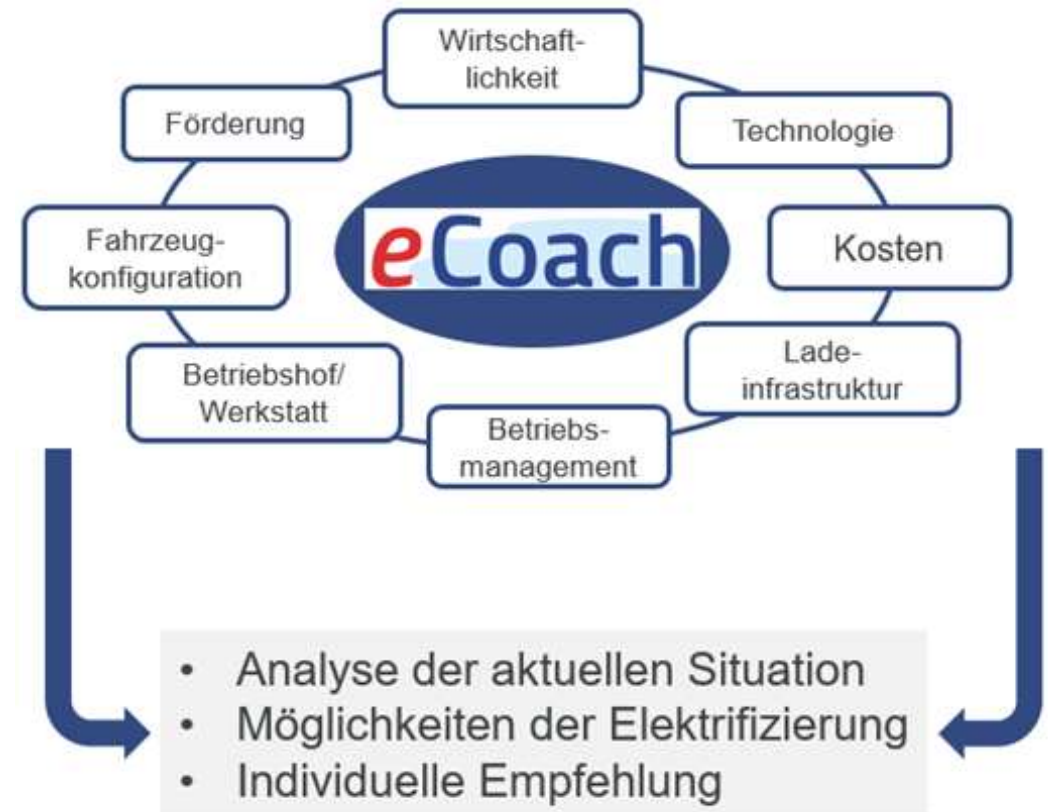 Wirtschaft-
lichkeit
Förderung
Technologie
Fahrzeug-
konfiguration
eCoach
Kosten
Betriebshof/
Werkstatt
Lade-
infrastruktur
Betriebs-
management
• Analyse der aktuellen Situation
• Möglichkeiten der Elektrifizierung
• Individuelle Empfehlung